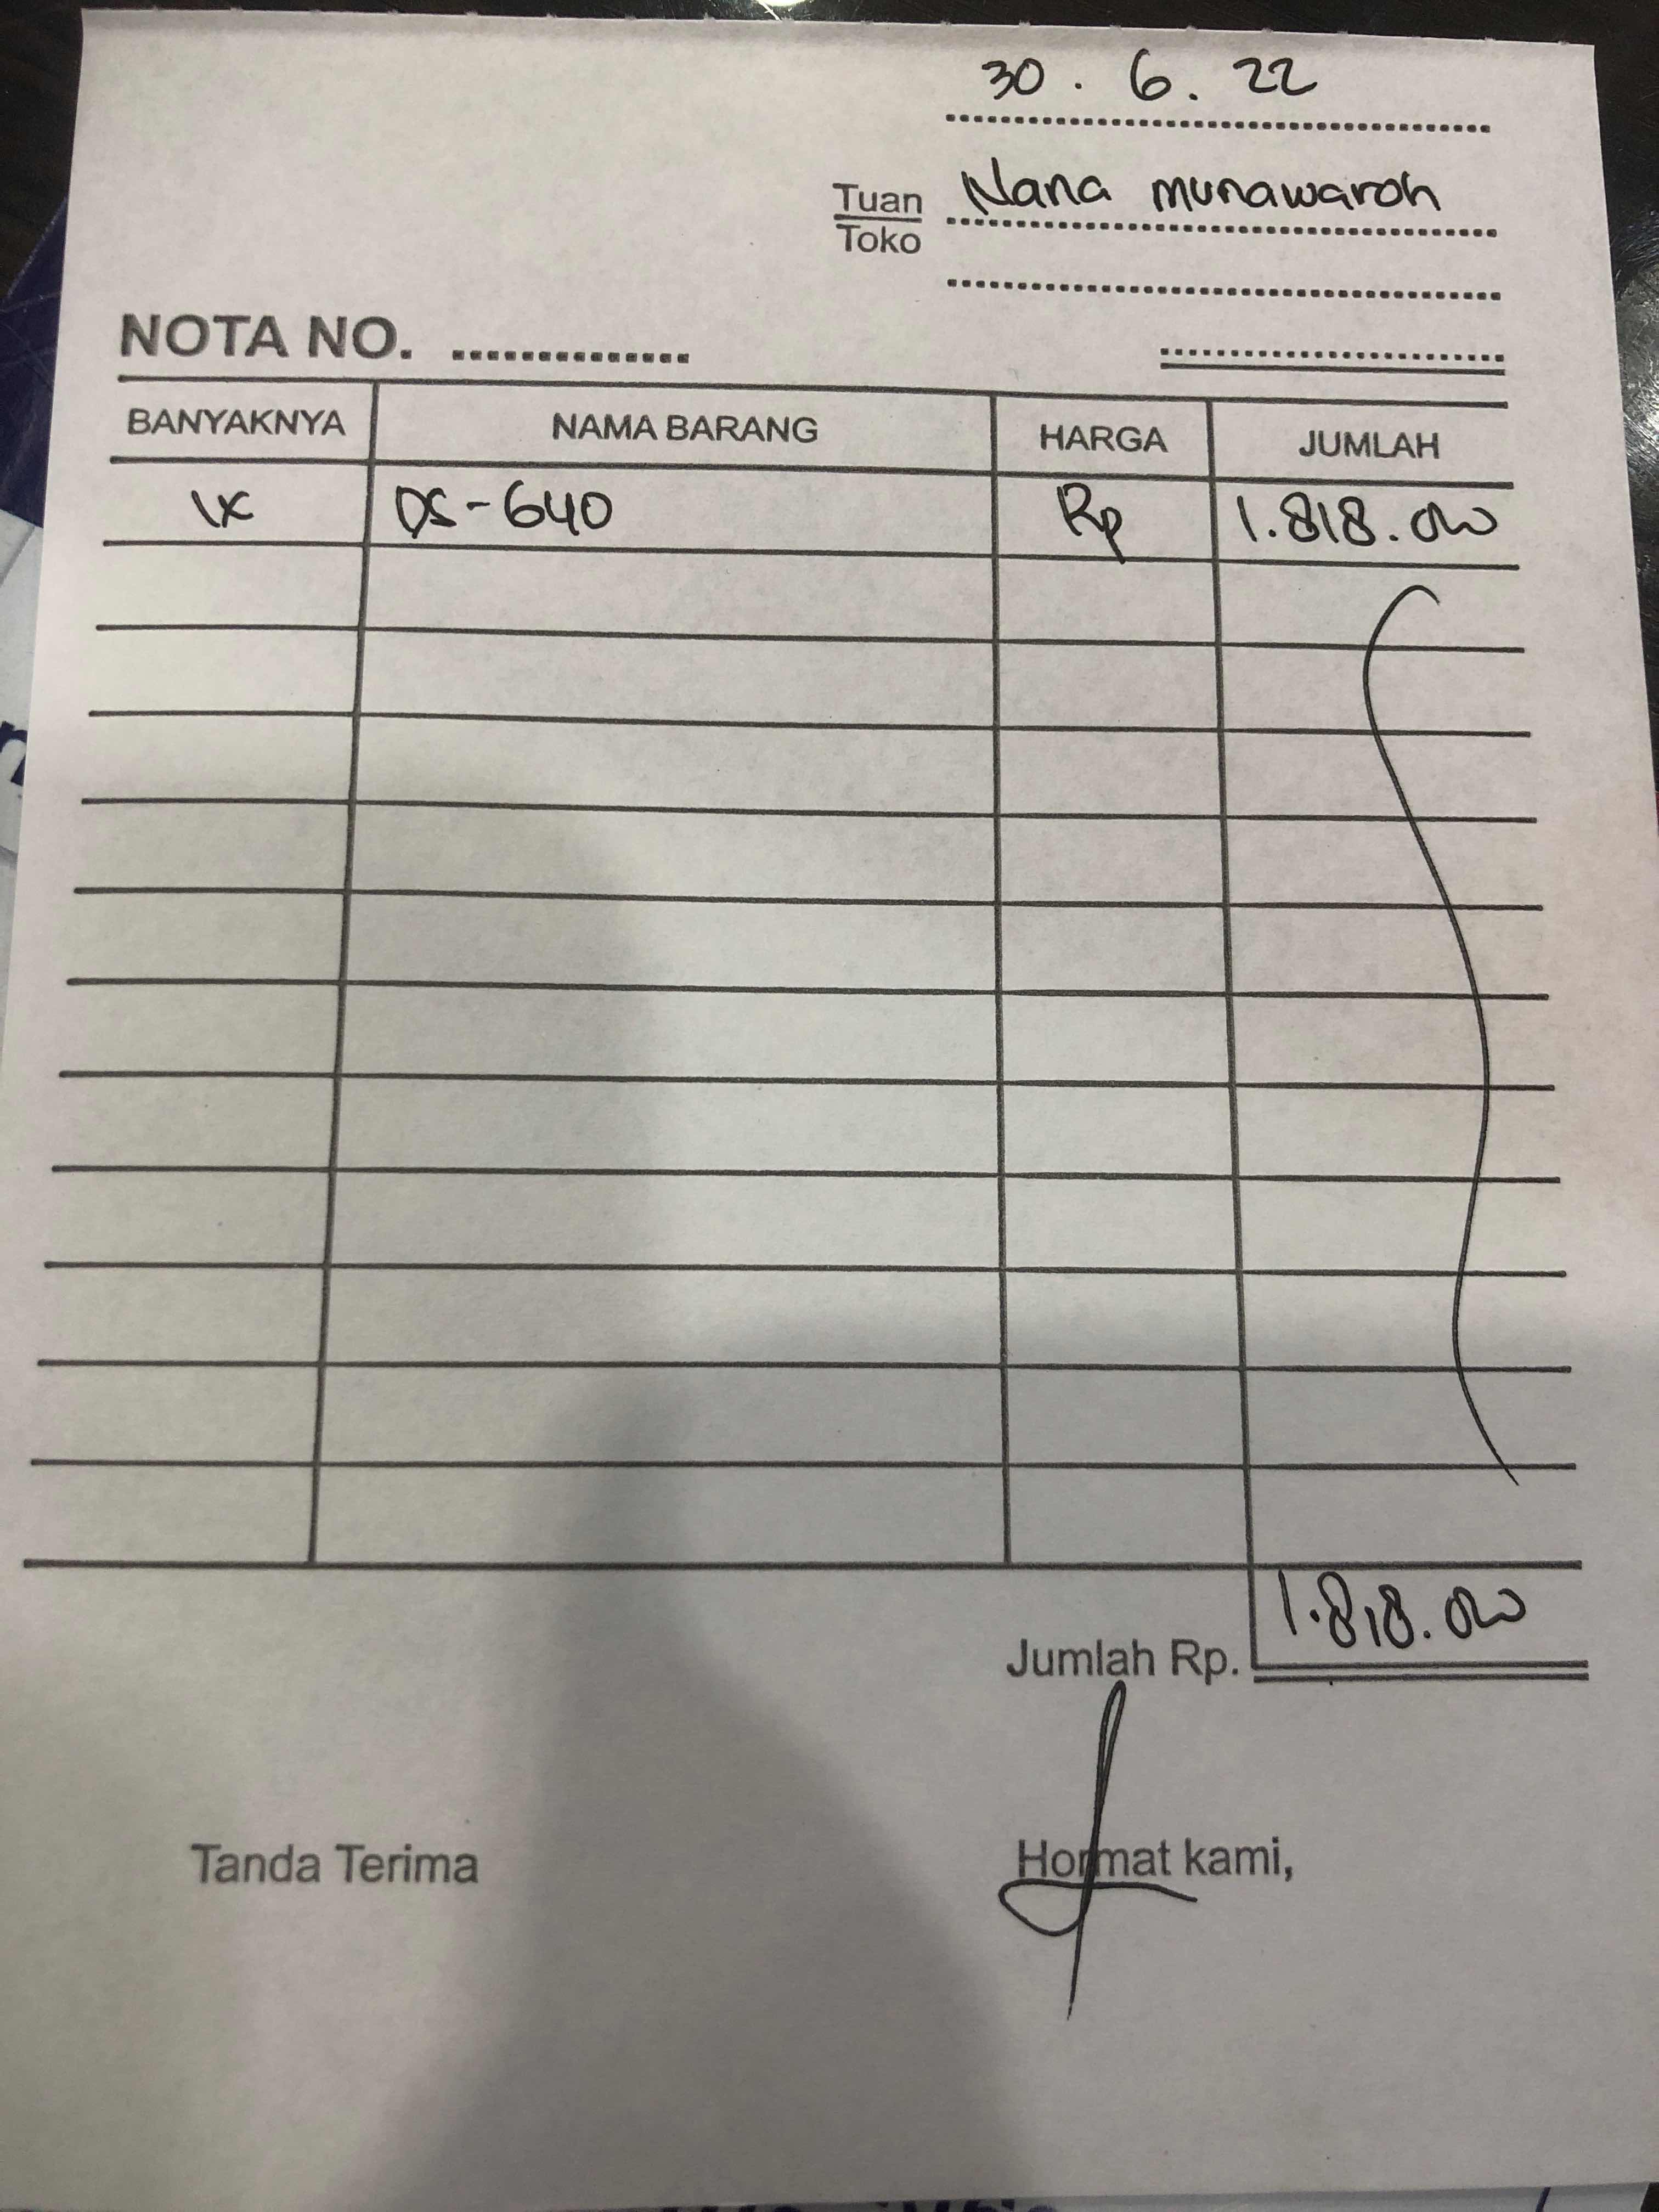 30 . 6 . 22
Tuan Nana munawaroh
Toko
NOTA NO.
BANYAKNYA NAMA BARANG HARGA JUMLAH
1x DS-640 Rp 1.818.000
Jumlah Rp. 1.818.000
Tanda Terima Hormat kami,